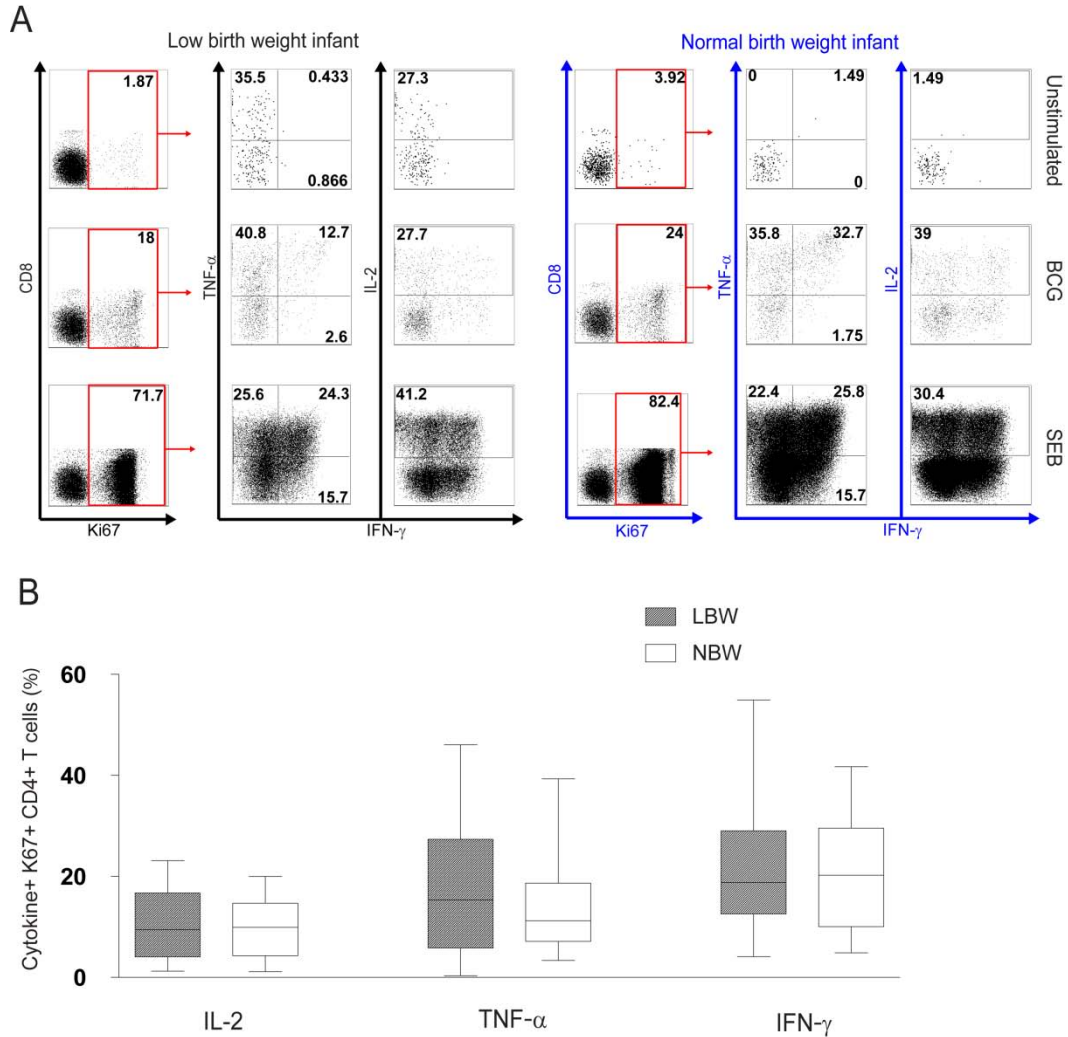 A
Low birth weight infant
Normal birth weight infant
1.87
35.5 0.433
0.866
27.3
3.92
0 1.49
0
1.49
Unstimulated
18
40.8 12.7
2.6
27.7
24
35.8 32.7
1.75
39
BCG
71.7
25.6 24.3
15.7
41.2
82.4
22.4 25.8
15.7
30.4
SEB
CD8
TNF-α
IL-2
CD8
TNF-α
IL-2
Ki67
IFN-γ
Ki67
IFN-γ
B
LBW
NBW
Cytokine+ K67+ CD4+ T cells (%)
60
40
20
0
IL-2
TNF-α
IFN-γ